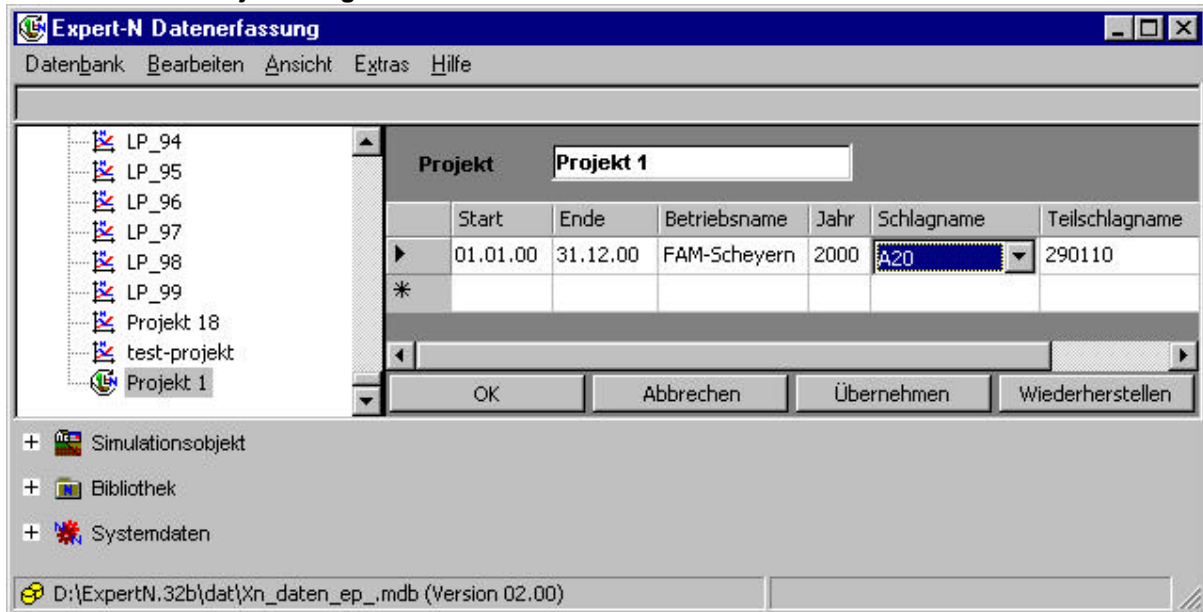 Expert-N Datenerfassung
Datenbank Bearbeiten Ansicht Extras Hilfe
LP_94
LP_95
LP_96
LP_97
LP_98
LP_99
Projekt 18
test-projekt
Projekt 1
Projekt Projekt 1
Start Ende Betriebsname Jahr Schlagname Teilschlagname
01.01.00 31.12.00 FAM-Scheyern 2000 A20 290110
OK Abbrechen Übernehmen Wiederherstellen
+ Simulationsobjekt
+ Bibliothek
+ Systemdaten
D:\ExpertN.32b\dat\Xn_daten_ep_.mdb (Version 02.00)